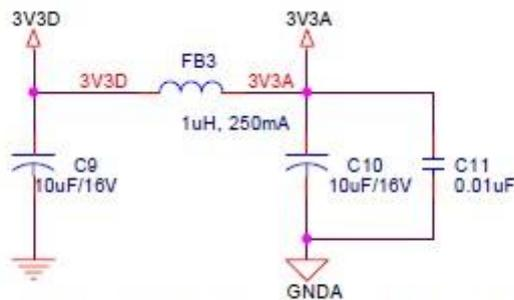 3V3D
3V3A
FB3
3V3D
3V3A
1uH, 250mA
C9
10uF/16V
C10
10uF/16V
C11
0.01uF
GNDA